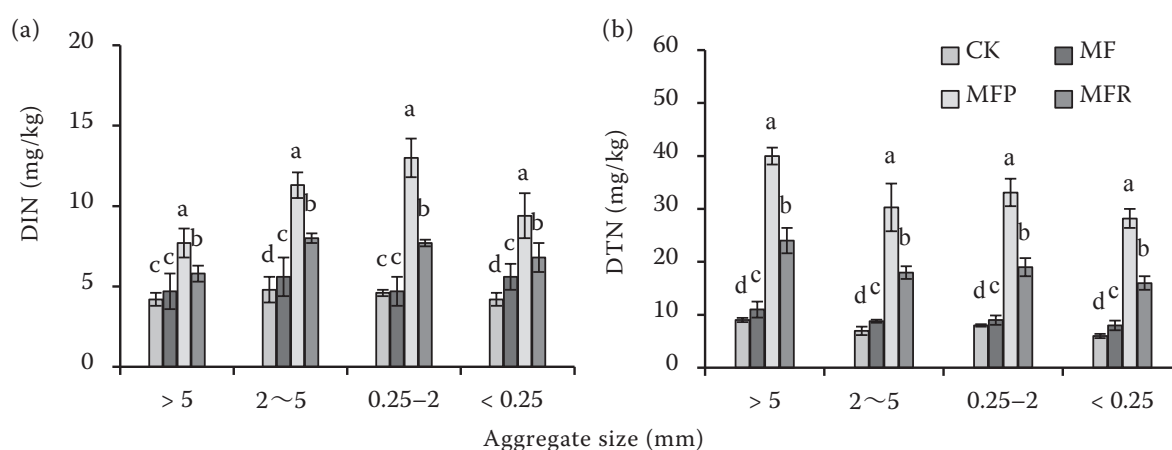 (a)
20
15
10
5
0
DIN (mg/kg)
c c a b
d c a b
c c a b
d c a b
> 5 2~5 0.25–2 < 0.25
(b)
60
50
40
30
20
10
0
DTN (mg/kg)
CK MF
MFP MFR
d c a b
d c a b
d c a b
d c a b
> 5 2~5 0.25–2 < 0.25
Aggregate size (mm)